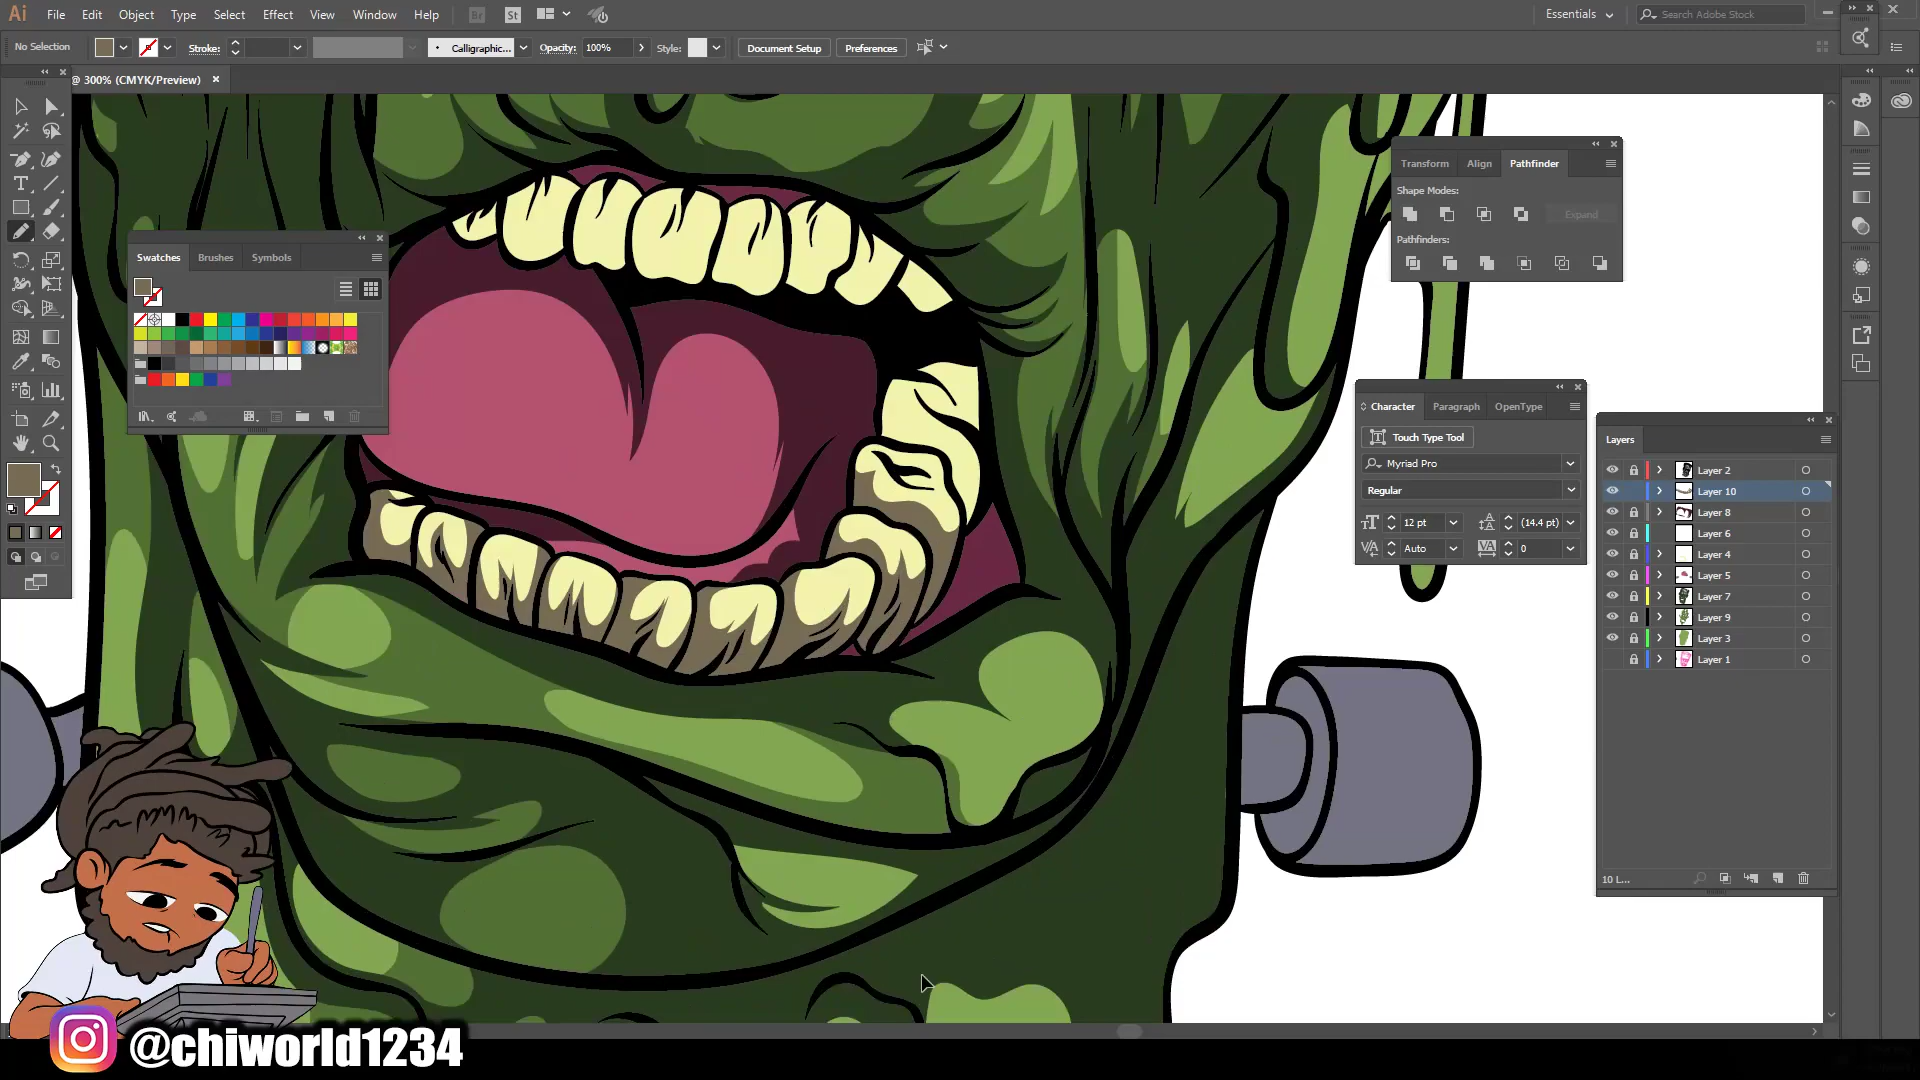 Ai File Edit Object Type Select Effect View Window Help Br St Essentials Search Adobe Stock
No Selection Stroke: Calligraphic... Opacity: 100% Style: Document Setup Preferences
@ 300% (CMYK/Preview)
Transform Align Pathfinder
Shape Modes:
Expand
Pathfinders:
Swatches Brushes Symbols
Character Paragraph OpenType
Touch Type Tool
Myriad Pro
Regular
12 pt (14.4 pt)
Auto 0
Layers
Layer 2
Layer 10
Layer 8
Layer 6
Layer 4
Layer 5
Layer 7
Layer 9
Layer 3
Layer 1
10 L...
@chiworld1234